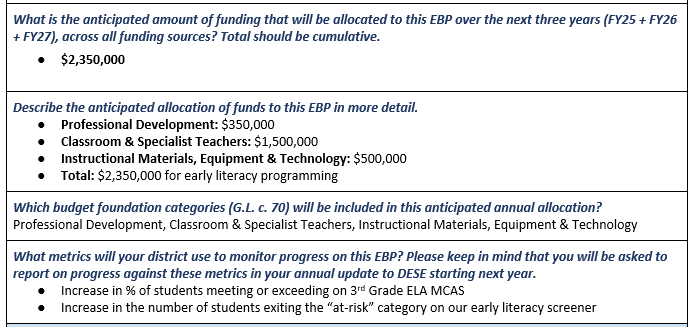 What is the anticipated amount of funding that will be allocated to this EBP over the next three years (FY25 + FY26
+ FY27), across all funding sources? Total should be cumulative.
● $2,350,000
Describe the anticipated allocation of funds to this EBP in more detail.
● Professional Development: $350,000
● Classroom & Specialist Teachers: $1,500,000
● Instructional Materials, Equipment & Technology: $500,000
● Total: $2,350,000 for early literacy programming
Which budget foundation categories (G.L. c. 70) will be included in this anticipated annual allocation?
Professional Development, Classroom & Specialist Teachers, Instructional Materials, Equipment & Technology
What metrics will your district use to monitor progress on this EBP? Please keep in mind that you will be asked to
report on progress against these metrics in your annual update to DESE starting next year.
● Increase in % of students meeting or exceeding on 3rd Grade ELA MCAS
● Increase in the number of students exiting the “at-risk” category on our early literacy screener